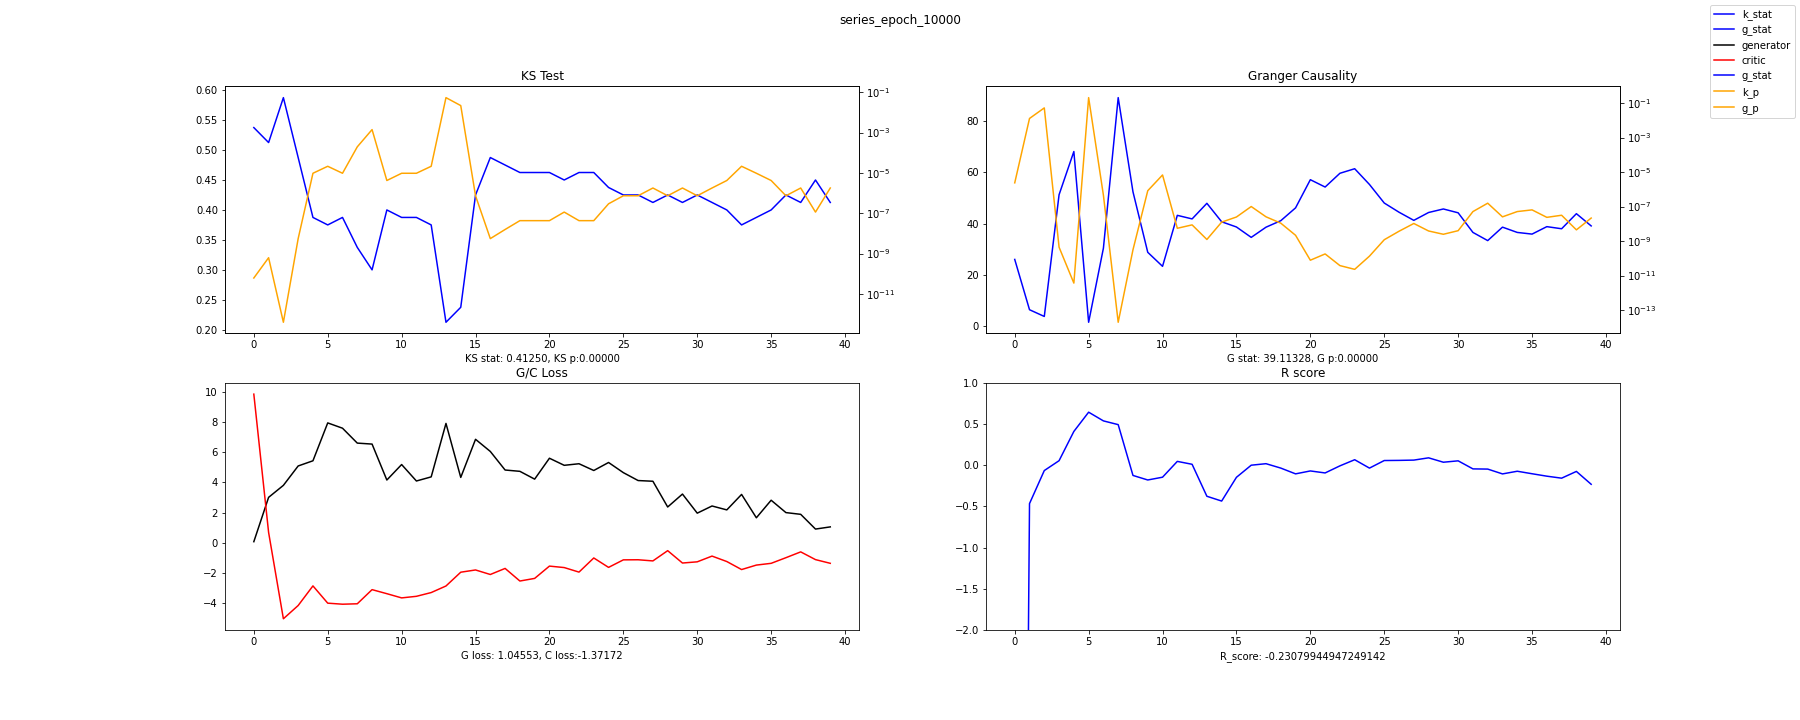 series_epoch_10000
k_stat
g_stat
generator
critic
g_stat
k_p
g_p
KS Test
0.60
0.55
0.50
0.45
0.40
0.35
0.30
0.25
0.20
10⁻¹
10⁻³
10⁻⁵
10⁻⁷
10⁻⁹
10⁻¹¹
0 5 10 15 20 25 30 35 40
KS stat: 0.41250, KS p:0.00000
Granger Causality
80
60
40
20
0
10⁻¹
10⁻³
10⁻⁵
10⁻⁷
10⁻⁹
10⁻¹¹
10⁻¹³
0 5 10 15 20 25 30 35 40
G stat: 39.11328, G p:0.00000
G/C Loss
10
8
6
4
2
0
−2
−4
0 5 10 15 20 25 30 35 40
G loss: 1.04553, C loss:-1.37172
R score
1.0
0.5
0.0
−0.5
−1.0
−1.5
−2.0
0 5 10 15 20 25 30 35 40
R_score: -0.23079944947249142